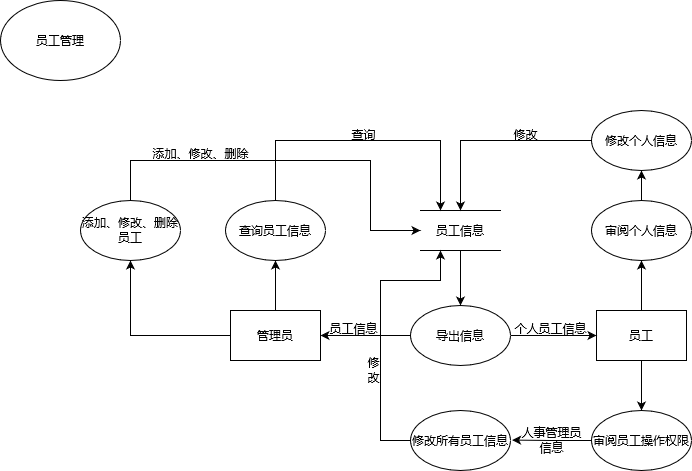 员工管理
查询
修改
修改个人信息
添加、修改、删除
添加、修改、删除
员工
查询员工信息
员工信息
审阅个人信息
管理员
员工信息
导出信息
个人员工信息
员工
修
改
修改所有员工信息
人事管理员
信息
审阅员工操作权限